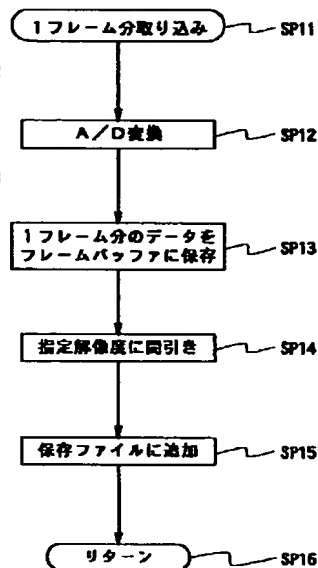 1フレーム分取り込み SP11
A/D変換 SP12
1フレーム分のデータを
フレームバッファに保存 SP13
指定解像度に間引き SP14
保存ファイルに追加 SP15
リターン SP16